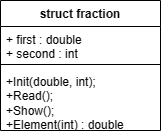 struct fraction
+ first : double
+ second : int
+Init(double, int);
+Read();
+Show();
+Element(int) : double